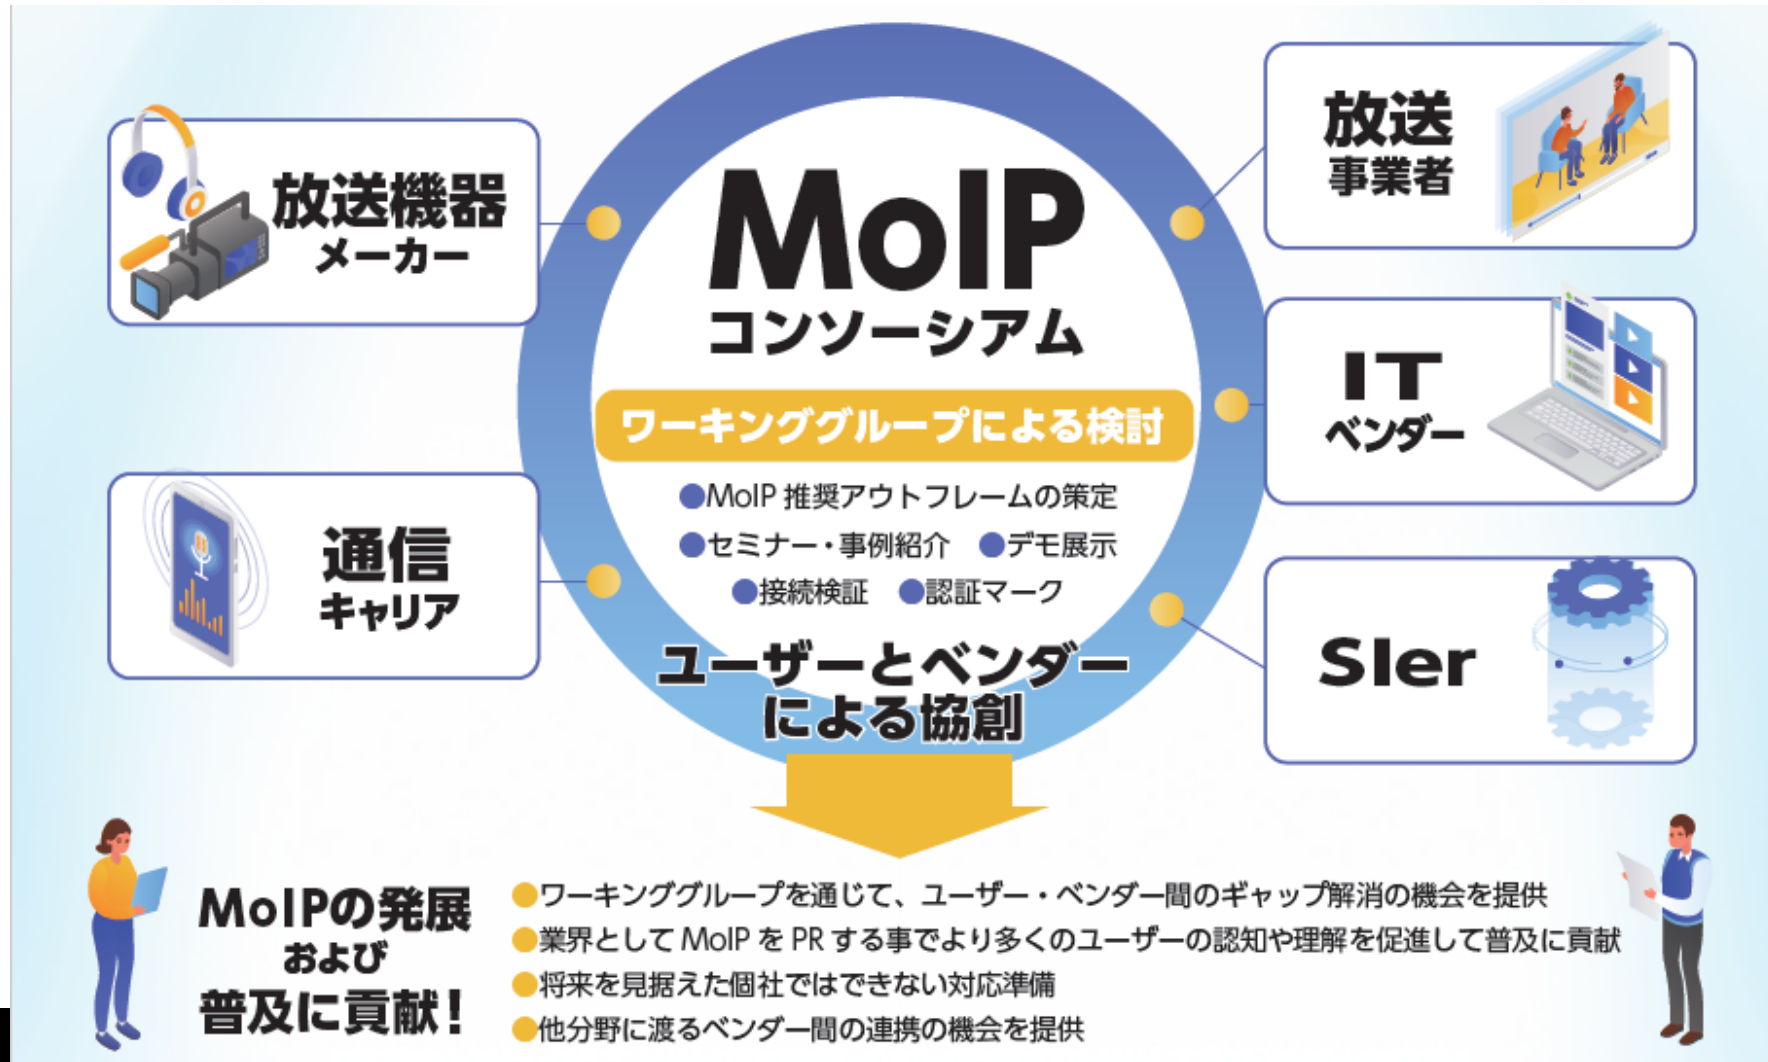 放送機器
メーカー
通信
キャリア
MoIP
コンソーシアム
ワーキンググループによる検討
●MoIP 推奨アウトフレームの策定
●セミナー・事例紹介 ●デモ展示
●接続検証 ●認証マーク
ユーザーとベンダー
による協創
放送
事業者
IT
ベンダー
SIer
MoIPの発展
および
普及に貢献！
●ワーキンググループを通じて、ユーザー・ベンダー間のギャップ解消の機会を提供
●業界として MoIP を PR する事でより多くのユーザーの認知や理解を促進して普及に貢献
●将来を見据えた個社ではできない対応準備
●他分野に渡るベンダー間の連携の機会を提供